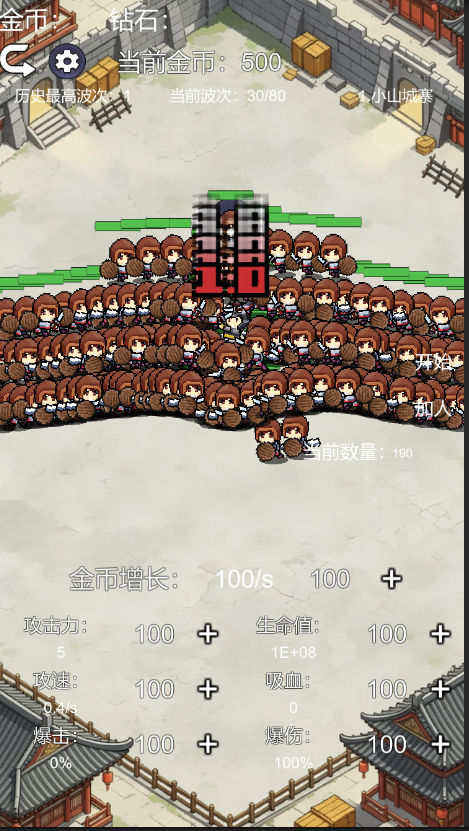 金币: 钻石:
当前金币: 500
历史最高波次: 1 当前波次: 30/80 1.小山城寨
开始
加人
当前数量: 190
金币增长: 100/s 100
攻击力: 100 生命值: 100
5 1E+08
攻速: 100 吸血: 100
0.4/s 0
爆击: 100 爆伤: 100
0% 100%